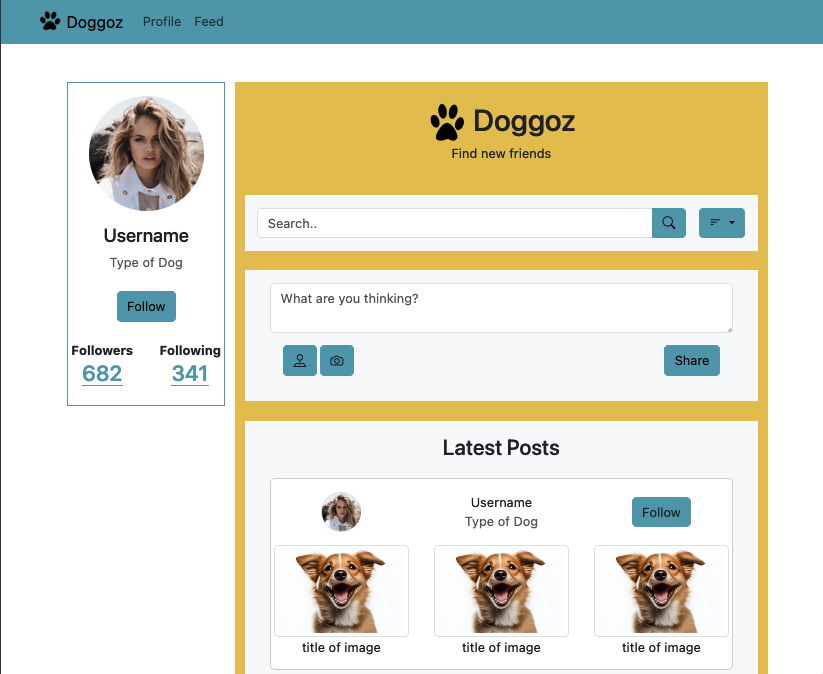 Doggoz Profile Feed
Username
Type of Dog
Follow
Followers Following
682 341
Doggoz
Find new friends
Search..
What are you thinking?
Share
Latest Posts
Username
Type of Dog
Follow
title of image title of image title of image